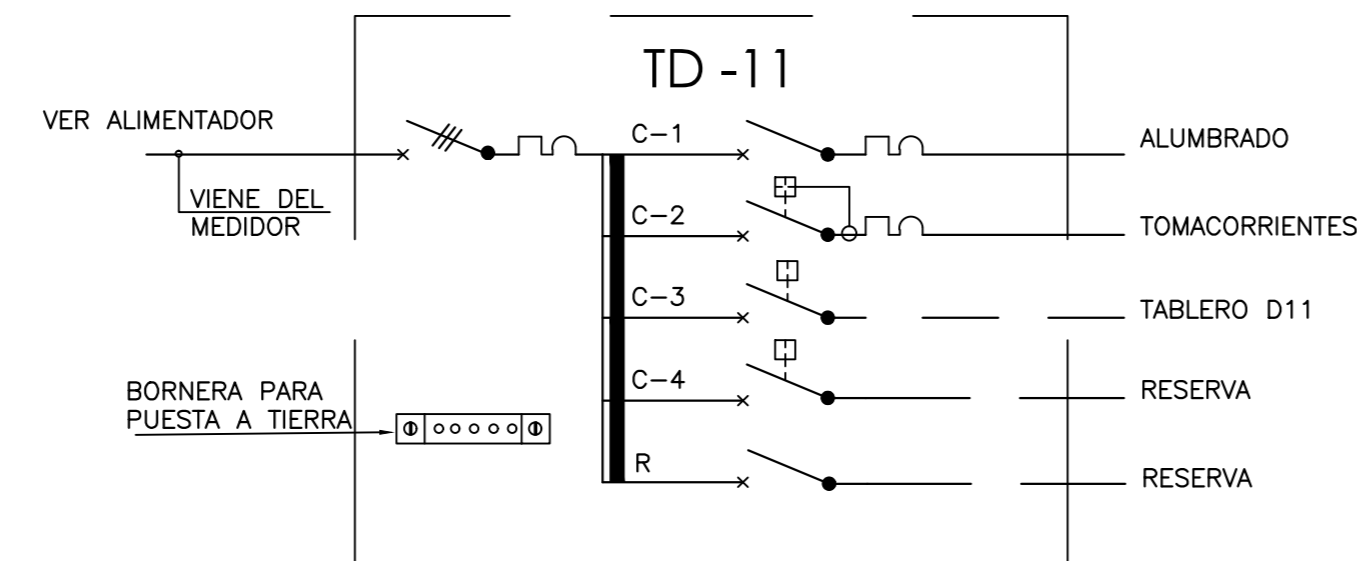 TD -11
VER ALIMENTADOR
VIENE DEL
MEDIDOR
C-1
ALUMBRADO
C-2
TOMACORRIENTES
C-3
TABLERO D11
C-4
RESERVA
BORNERA PARA
PUESTA A TIERRA
R
RESERVA